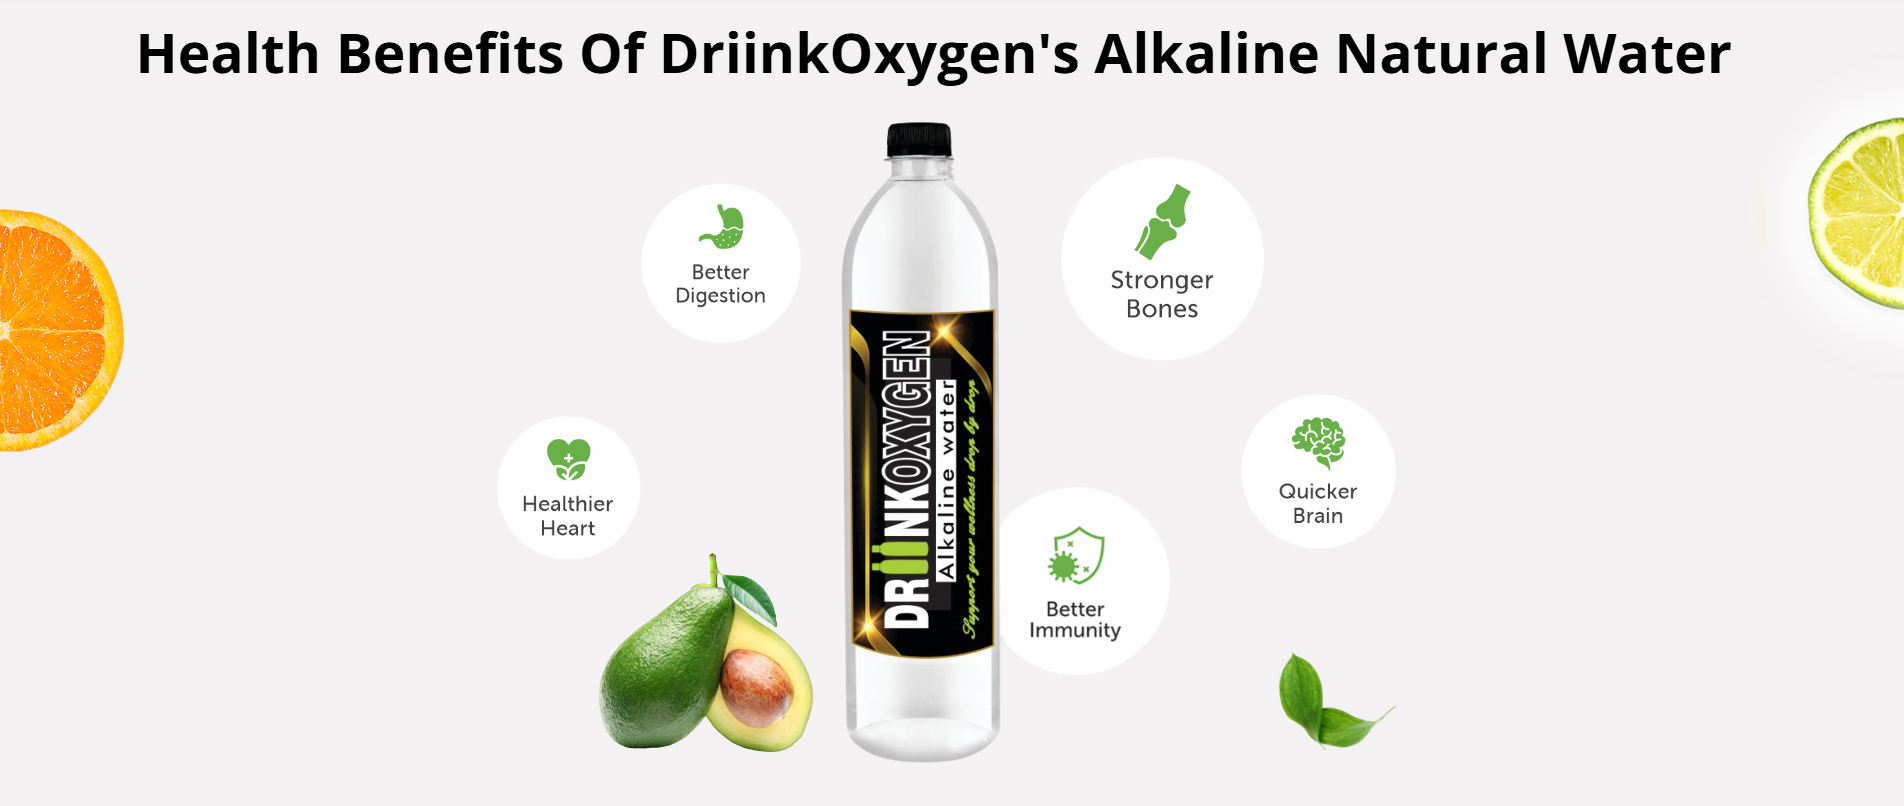 Health Benefits Of DriinkOxygen's Alkaline Natural Water
Better
Digestion
Stronger
Bones
Healthier
Heart
Quicker
Brain
Better
Immunity
DRiiNKOXYGEN
Alkaline water
Support your wellness drop by drop